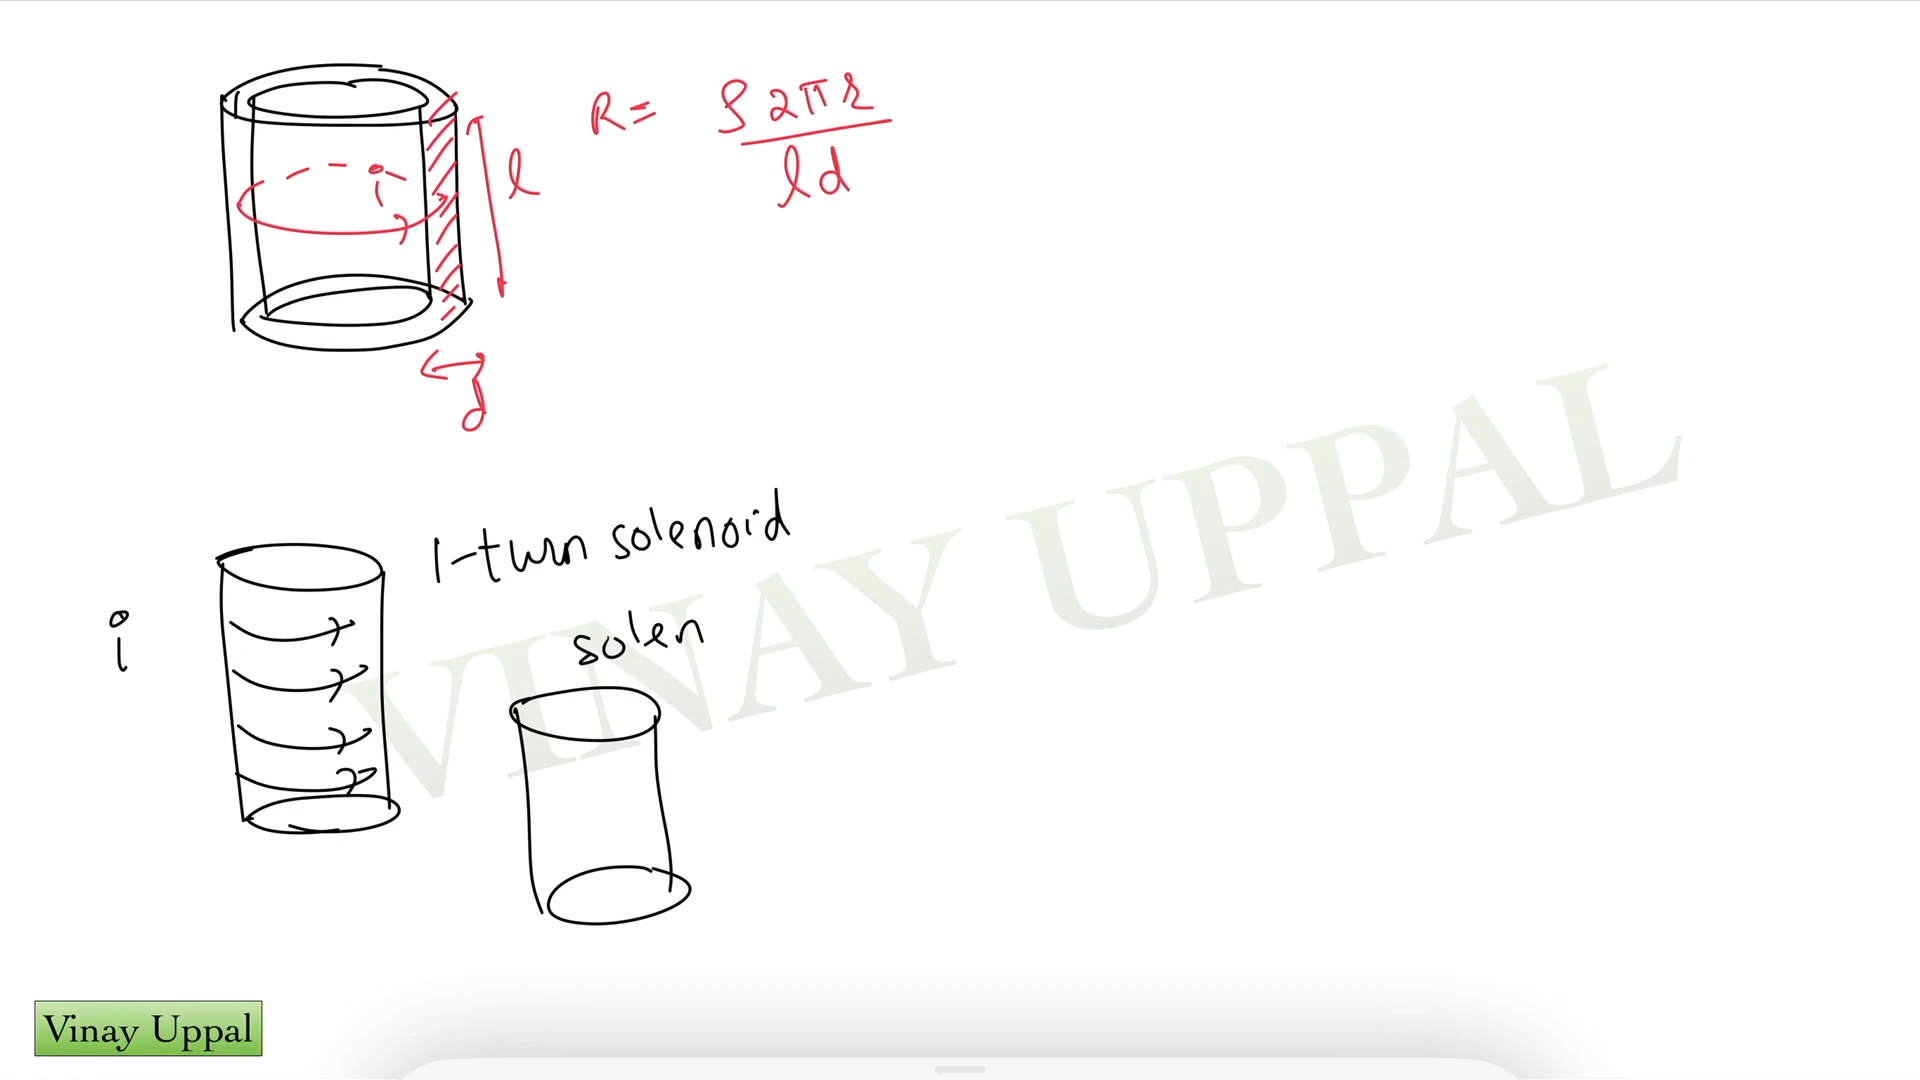 R = ρ2πr
ld
i
l
d
1-turn solenoid
i
solen
VINAY UPPAL
Vinay Uppal